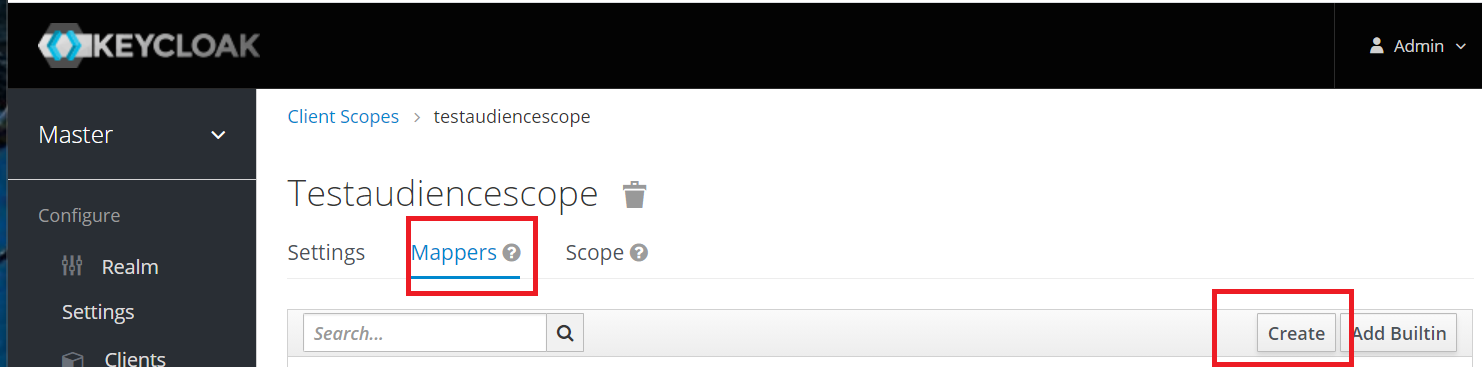 KEYCLOAK
Admin
Master
Client Scopes > testaudiencescope
Testaudiencescope
Configure
Settings Mappers ? Scope ?
Realm
Settings
Search... Create Add Builtin
Clients